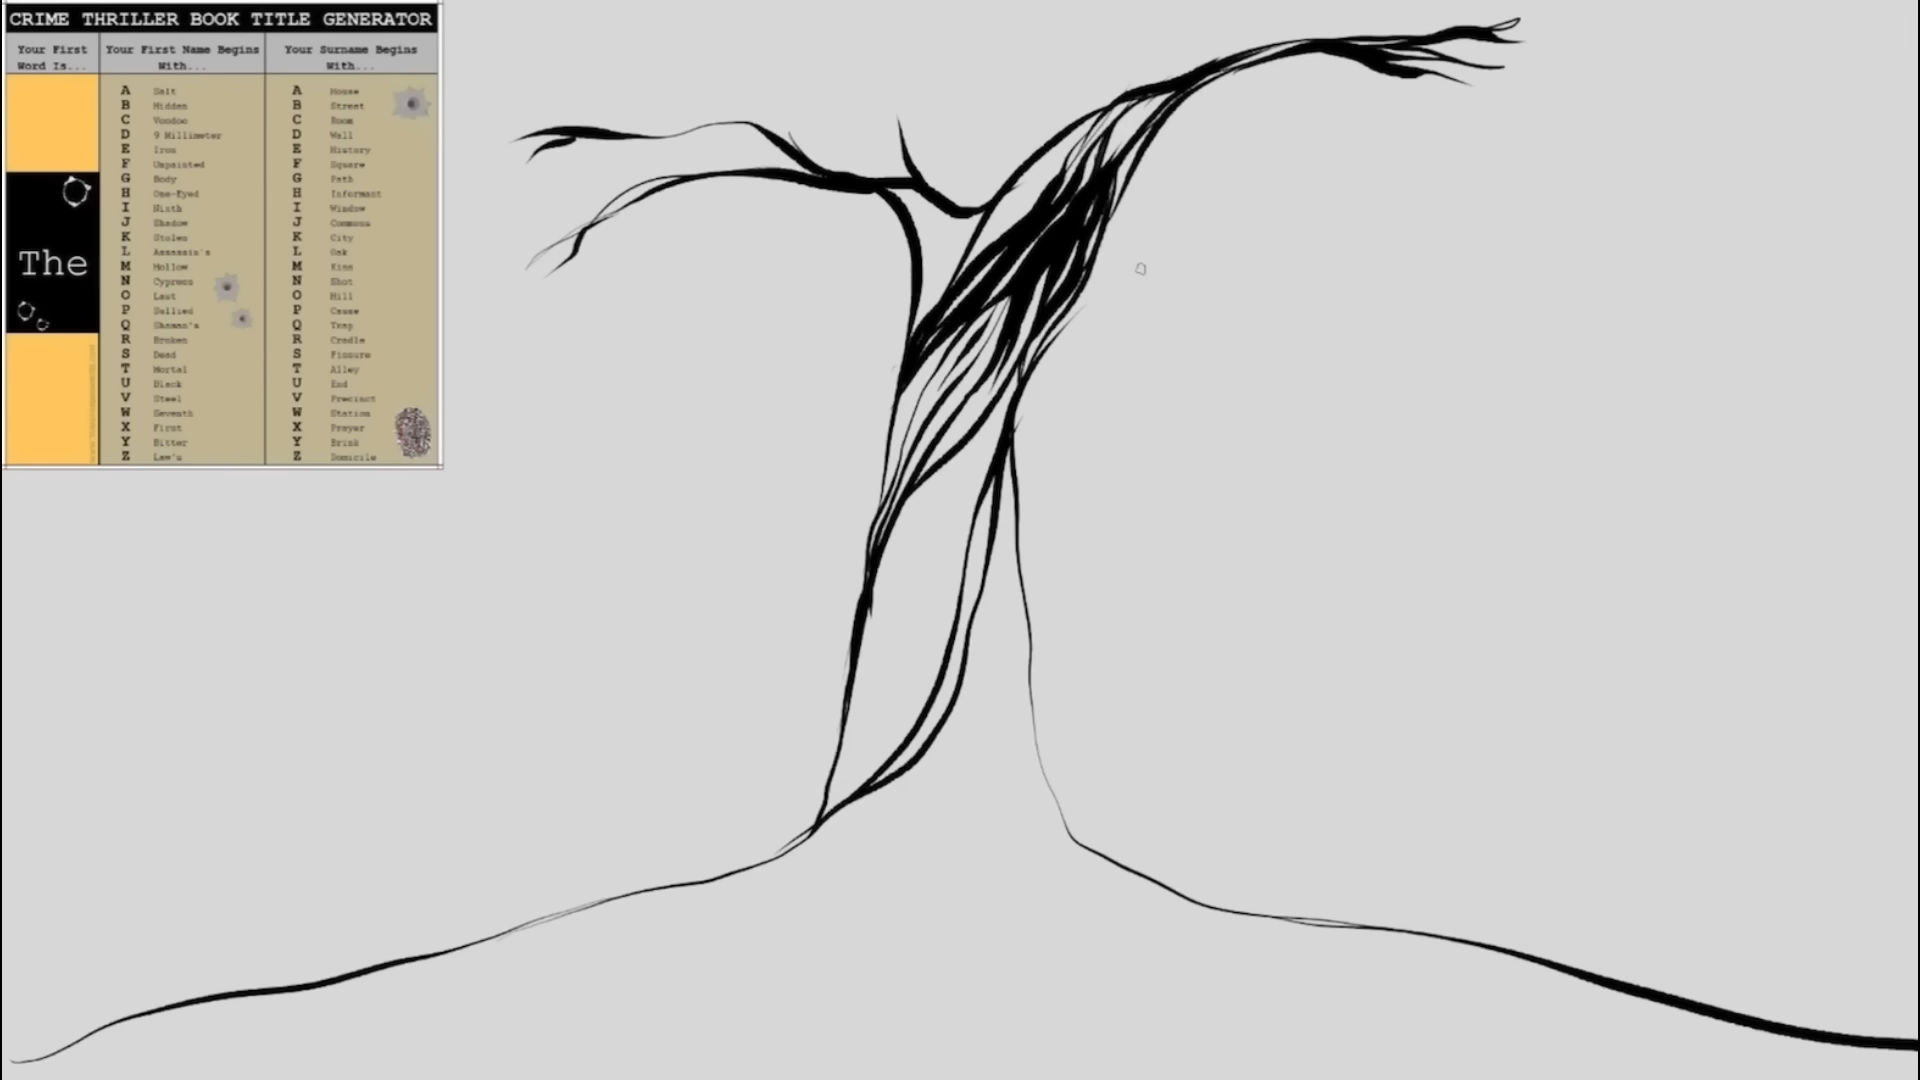 CRIME THRILLER BOOK TITLE GENERATOR
Your First Word Is...
Your First Name Begins With...
Your Surname Begins With...
The
A Salt
B Hidden
C Voodoo
D 9 Millimeter
E Iron
F Unpainted
G Body
H One-Eyed
I Ninth
J Shadow
K Stolen
L Assassin's
M Hollow
N Cypress
O Last
P Sullied
Q Shaman's
R Broken
S Dead
T Mortal
U Black
V Steel
W Seventh
X First
Y Bitter
Z Law's
A House
B Street
C Room
D Wall
E History
F Square
G Path
H Informant
I Window
J Commons
K City
L Oak
M Kiss
N Shot
O Hill
P Cause
Q Trap
R Cradle
S Fissure
T Alley
U End
V Precinct
W Station
X Prayer
Y Brink
Z Domicile